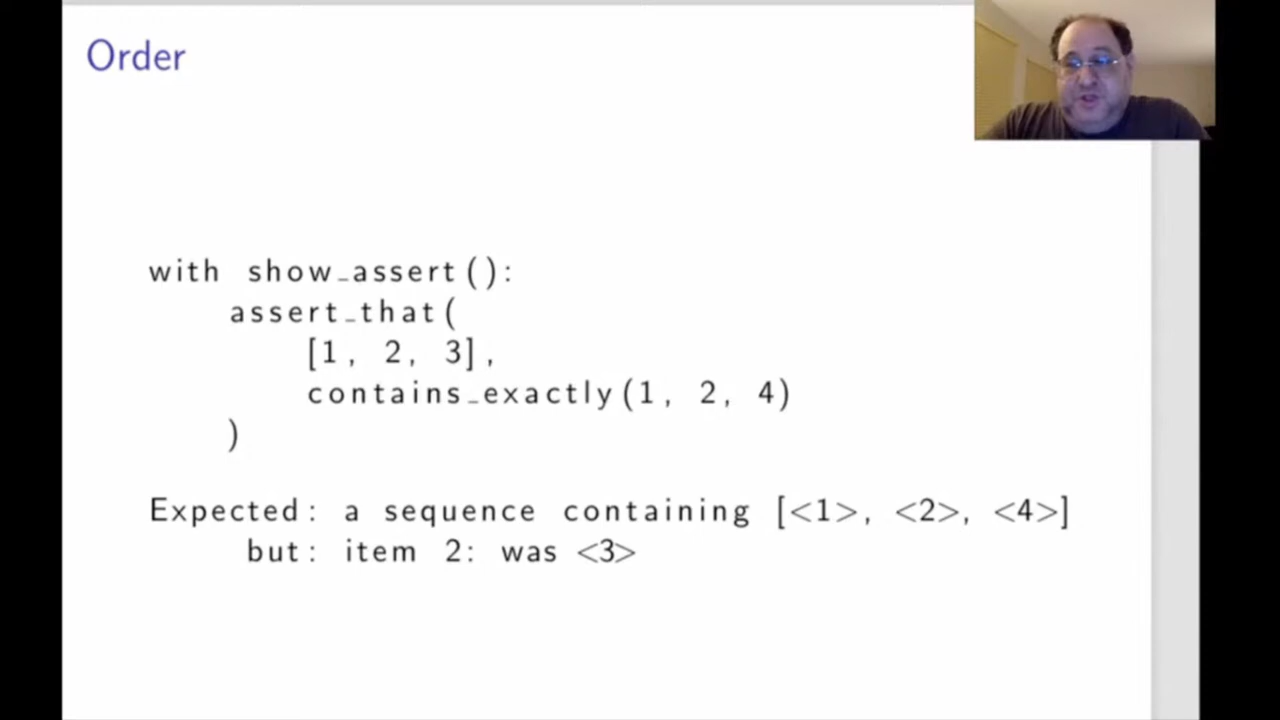 Order
with show_assert():
assert_that(
[1, 2, 3],
contains_exactly(1, 2, 4)
)
Expected: a sequence containing [<1>, <2>, <4>]
but: item 2: was <3>